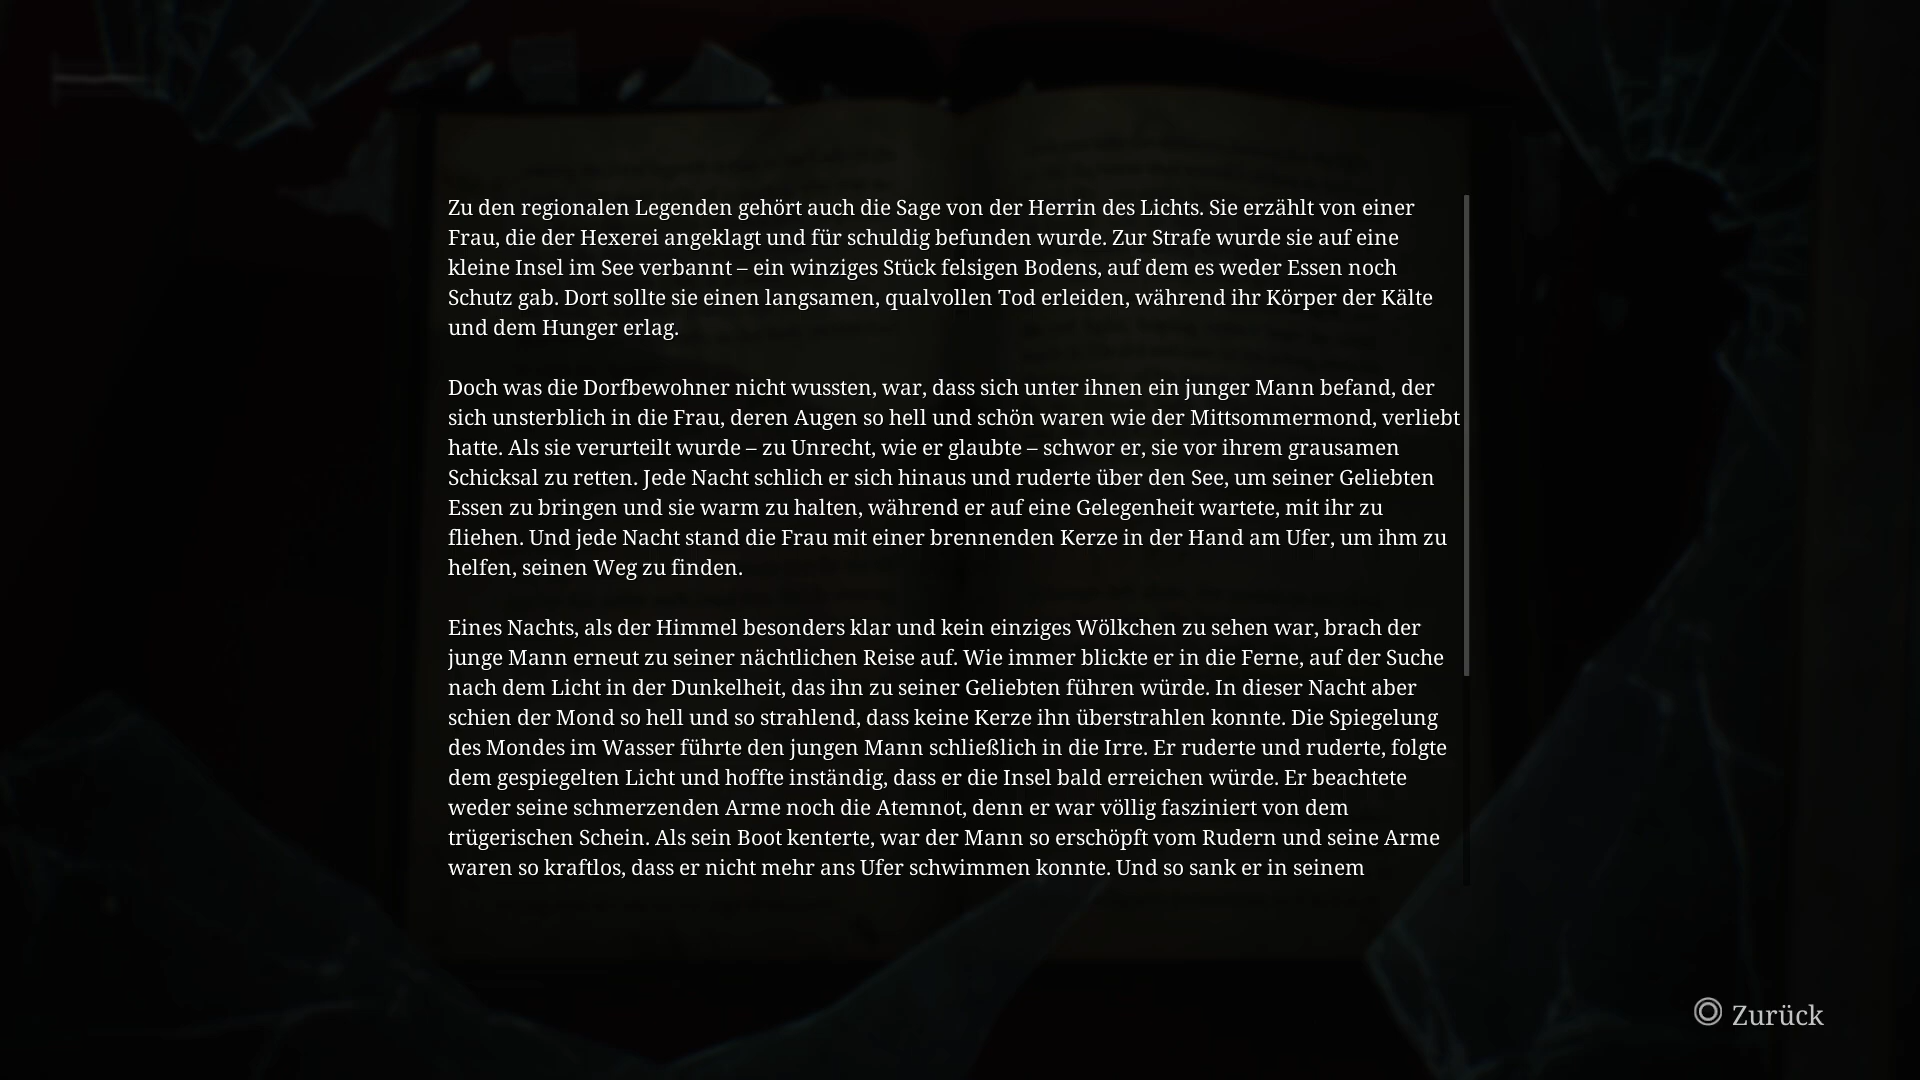 Zu den regionalen Legenden gehört auch die Sage von der Herrin des Lichts. Sie erzählt von einer
Frau, die der Hexerei angeklagt und für schuldig befunden wurde. Zur Strafe wurde sie auf eine
kleine Insel im See verbannt – ein winziges Stück felsigen Bodens, auf dem es weder Essen noch
Schutz gab. Dort sollte sie einen langsamen, qualvollen Tod erleiden, während ihr Körper der Kälte
und dem Hunger erlag.
Doch was die Dorfbewohner nicht wussten, war, dass sich unter ihnen ein junger Mann befand, der
sich unsterblich in die Frau, deren Augen so hell und schön waren wie der Mittsommermond, verliebt
hatte. Als sie verurteilt wurde – zu Unrecht, wie er glaubte – schwor er, sie vor ihrem grausamen
Schicksal zu retten. Jede Nacht schlich er sich hinaus und ruderte über den See, um seiner Geliebten
Essen zu bringen und sie warm zu halten, während er auf eine Gelegenheit wartete, mit ihr zu
fliehen. Und jede Nacht stand die Frau mit einer brennenden Kerze in der Hand am Ufer, um ihm zu
helfen, seinen Weg zu finden.
Eines Nachts, als der Himmel besonders klar und kein einziges Wölkchen zu sehen war, brach der
junge Mann erneut zu seiner nächtlichen Reise auf. Wie immer blickte er in die Ferne, auf der Suche
nach dem Licht in der Dunkelheit, das ihn zu seiner Geliebten führen würde. In dieser Nacht aber
schien der Mond so hell und so strahlend, dass keine Kerze ihn überstrahlen konnte. Die Spiegelung
des Mondes im Wasser führte den jungen Mann schließlich in die Irre. Er ruderte und ruderte, folgte
dem gespiegelten Licht und hoffte inständig, dass er die Insel bald erreichen würde. Er beachtete
weder seine schmerzenden Arme noch die Atemnot, denn er war völlig fasziniert von dem
trügerischen Schein. Als sein Boot kenterte, war der Mann so erschöpft vom Rudern und seine Arme
waren so kraftlos, dass er nicht mehr ans Ufer schwimmen konnte. Und so sank er in seinem
Zurück